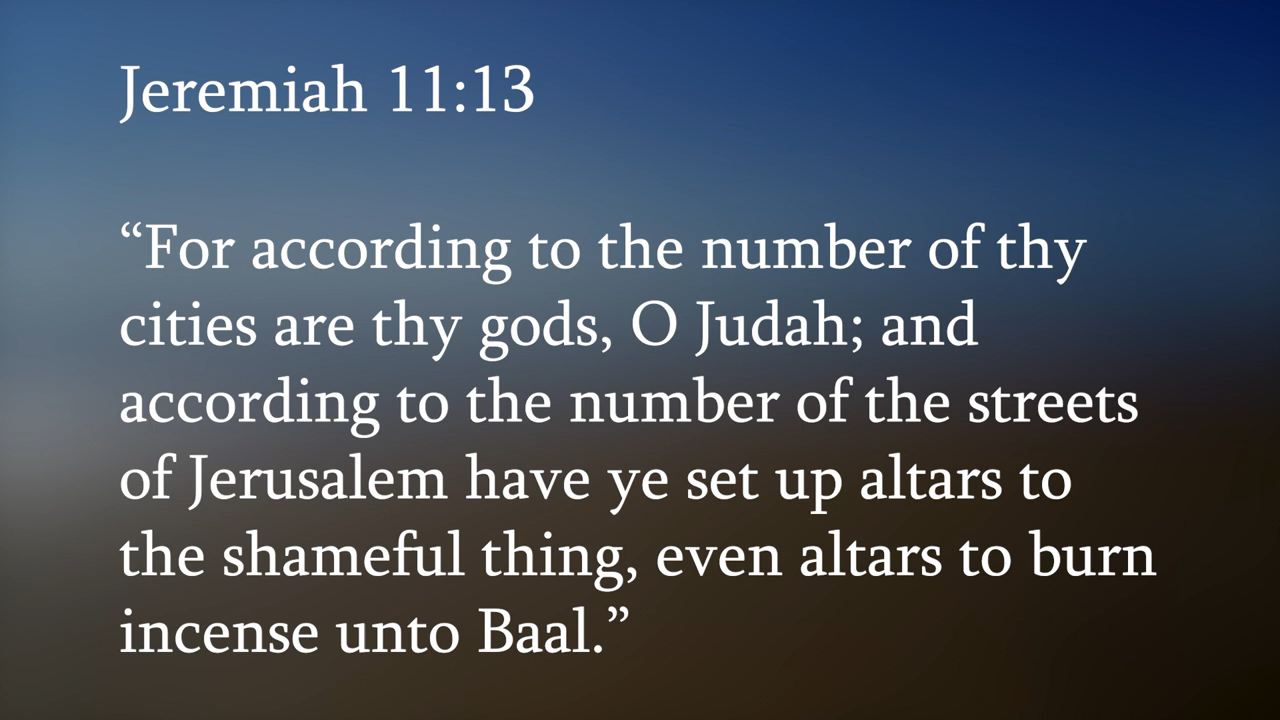 Jeremiah 11:13
“For according to the number of thy
cities are thy gods, O Judah; and
according to the number of the streets
of Jerusalem have ye set up altars to
the shameful thing, even altars to burn
incense unto Baal.”